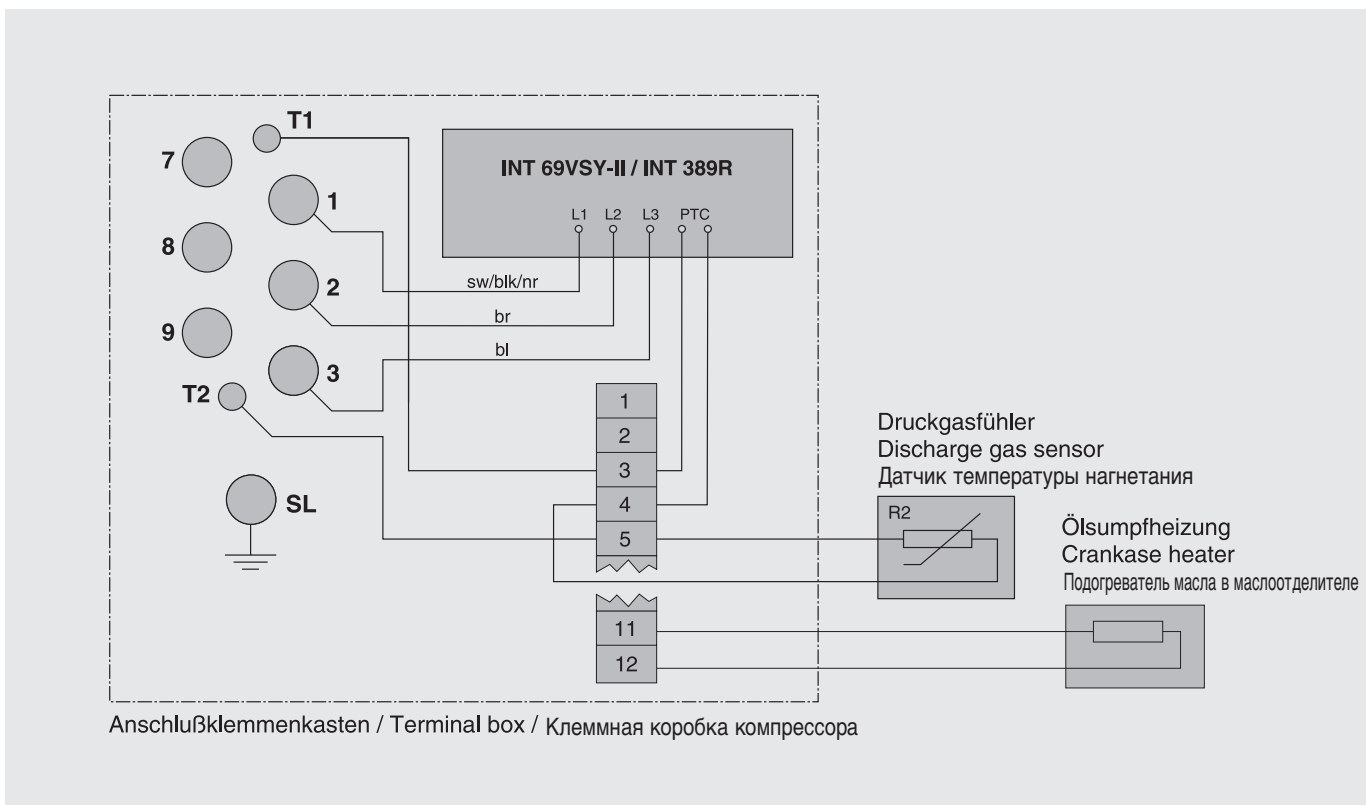 T1
7
INT 69VSY-II / INT 389R
1
L1 L2 L3 PTC
8
2
sw/blk/nr
br
9
bl
3
T2
1
2
3
4
5
Druckgasfühler
Discharge gas sensor
Датчик температуры нагнетания
R2
SL
Ölsumpfheizung
Crankase heater
Подогреватель масла в маслоотделителе
11
12
Anschlußklemmenkasten / Terminal box / Клеммная коробка компрессора